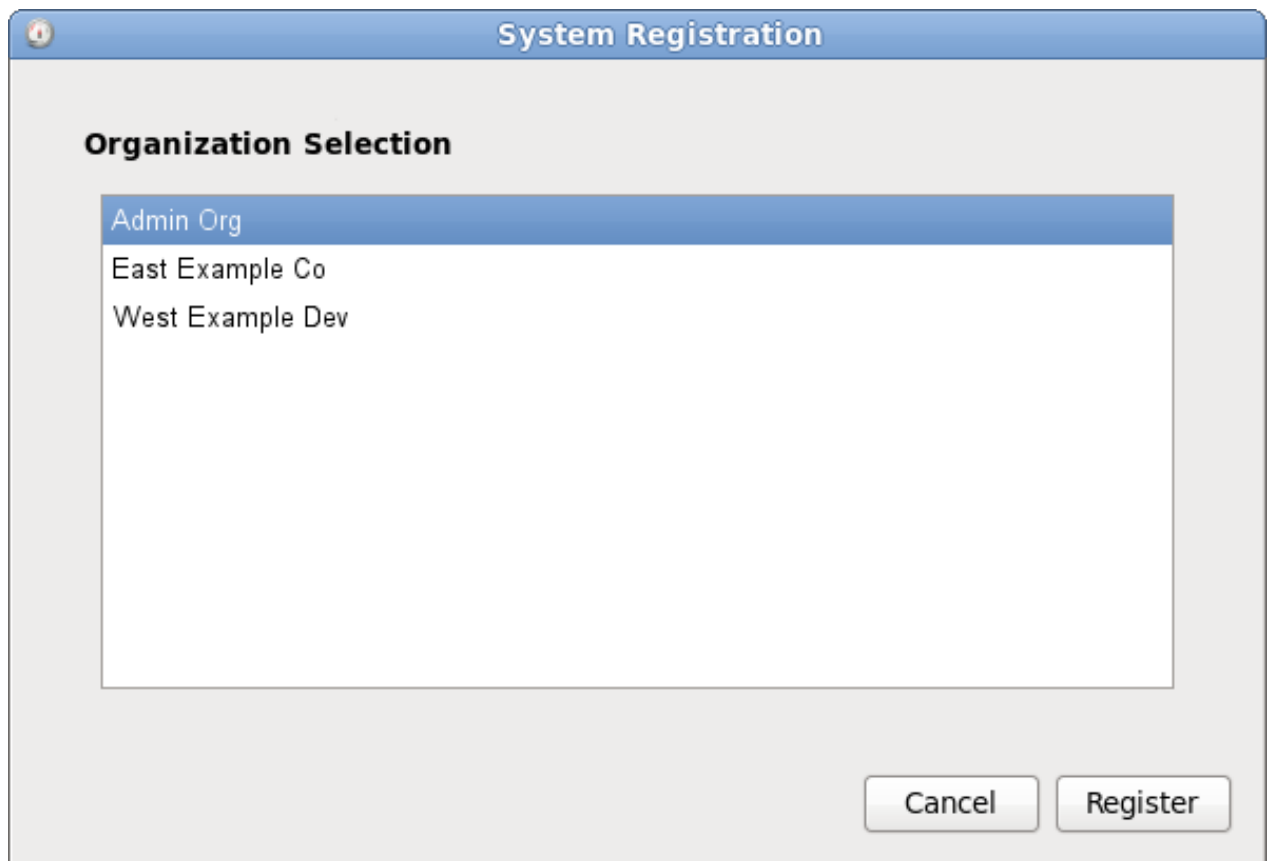 System Registration
Organization Selection
Admin Org
East Example Co
West Example Dev
Cancel Register